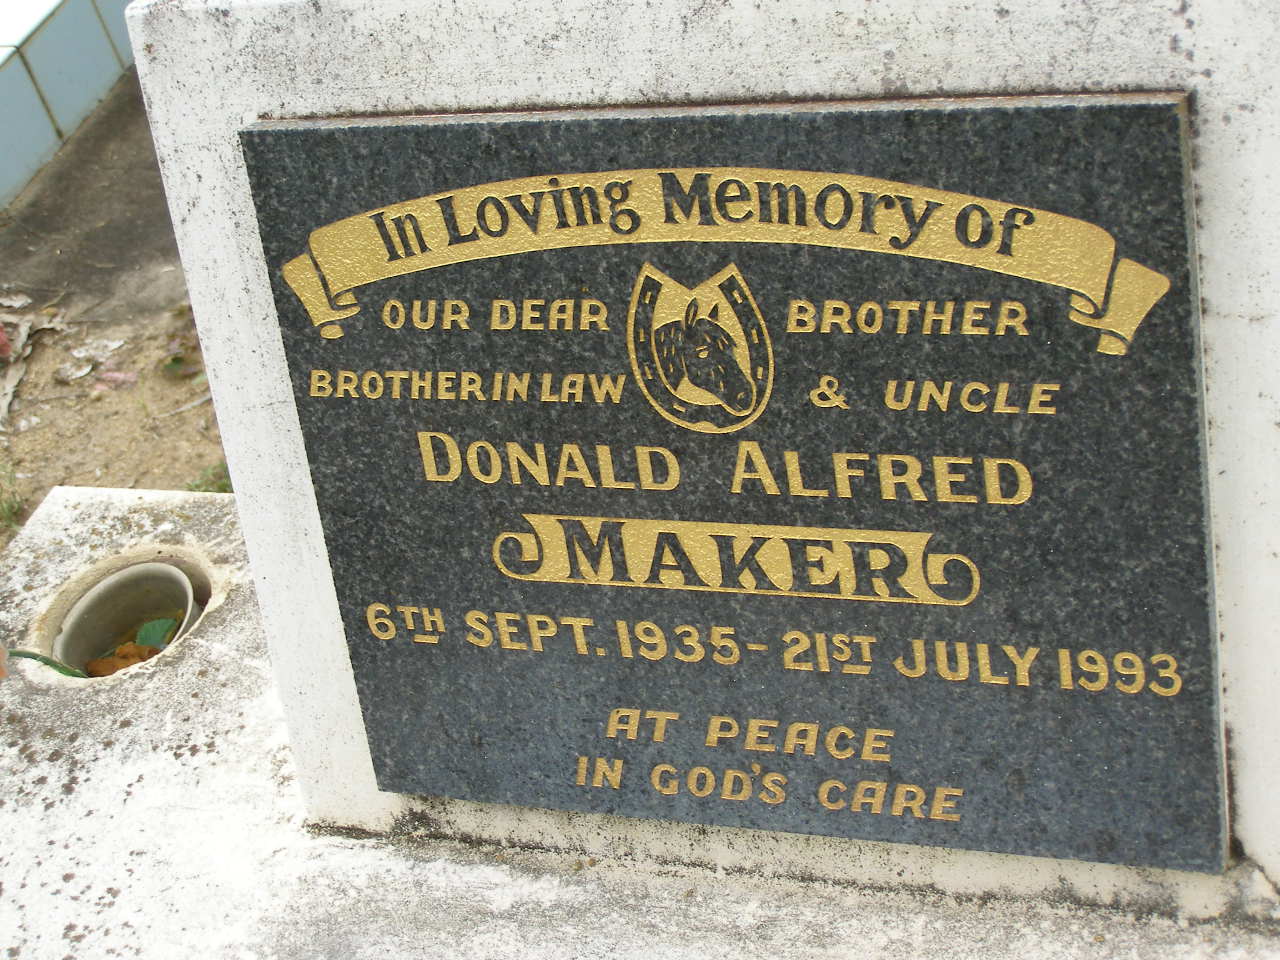 In Loving Memory Of
OUR DEAR BROTHER
BROTHER IN LAW & UNCLE
DONALD ALFRED
MAKER
6TH SEPT. 1935 - 21ST JULY 1993
AT PEACE
IN GOD'S CARE